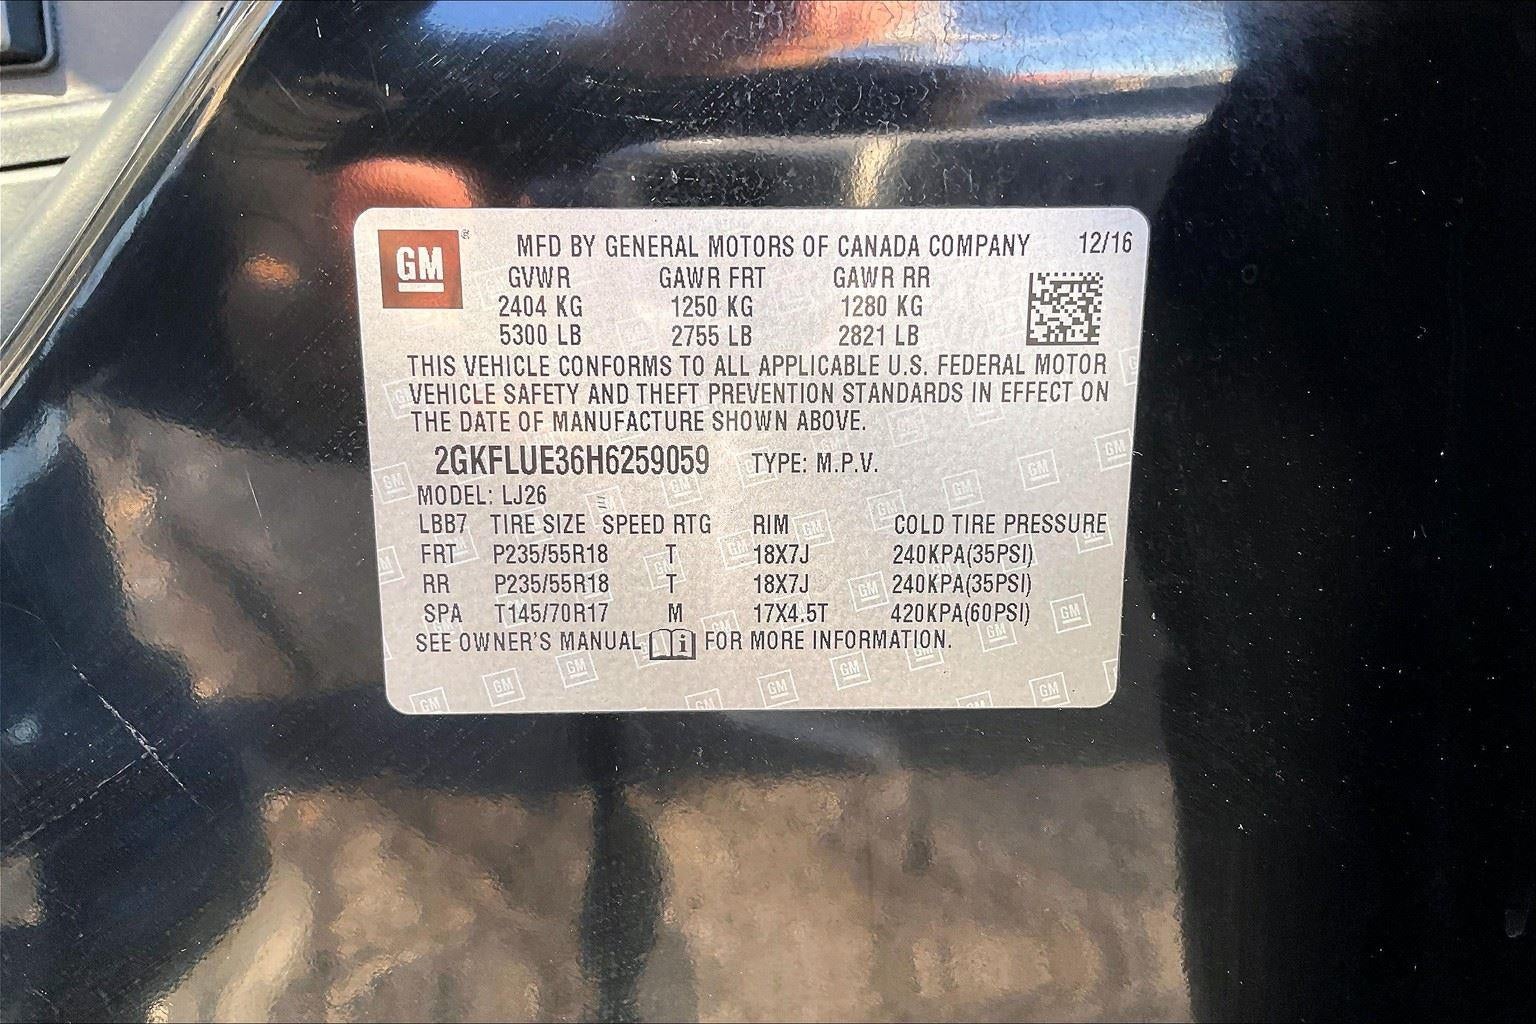 GM MFD BY GENERAL MOTORS OF CANADA COMPANY 12/16
GVWR GAWR FRT GAWR RR
2404 KG 1250 KG 1280 KG
5300 LB 2755 LB 2821 LB
THIS VEHICLE CONFORMS TO ALL APPLICABLE U.S. FEDERAL MOTOR
VEHICLE SAFETY AND THEFT PREVENTION STANDARDS IN EFFECT ON
THE DATE OF MANUFACTURE SHOWN ABOVE.
2GKFLUE36H6259059 TYPE: M.P.V.
MODEL: LJ26
LBB7 TIRE SIZE SPEED RTG RIM COLD TIRE PRESSURE
FRT P235/55R18 T 18X7J 240KPA(35PSI)
RR P235/55R18 T 18X7J 240KPA(35PSI)
SPA T145/70R17 M 17X4.5T 420KPA(60PSI)
SEE OWNER'S MANUAL FOR MORE INFORMATION.